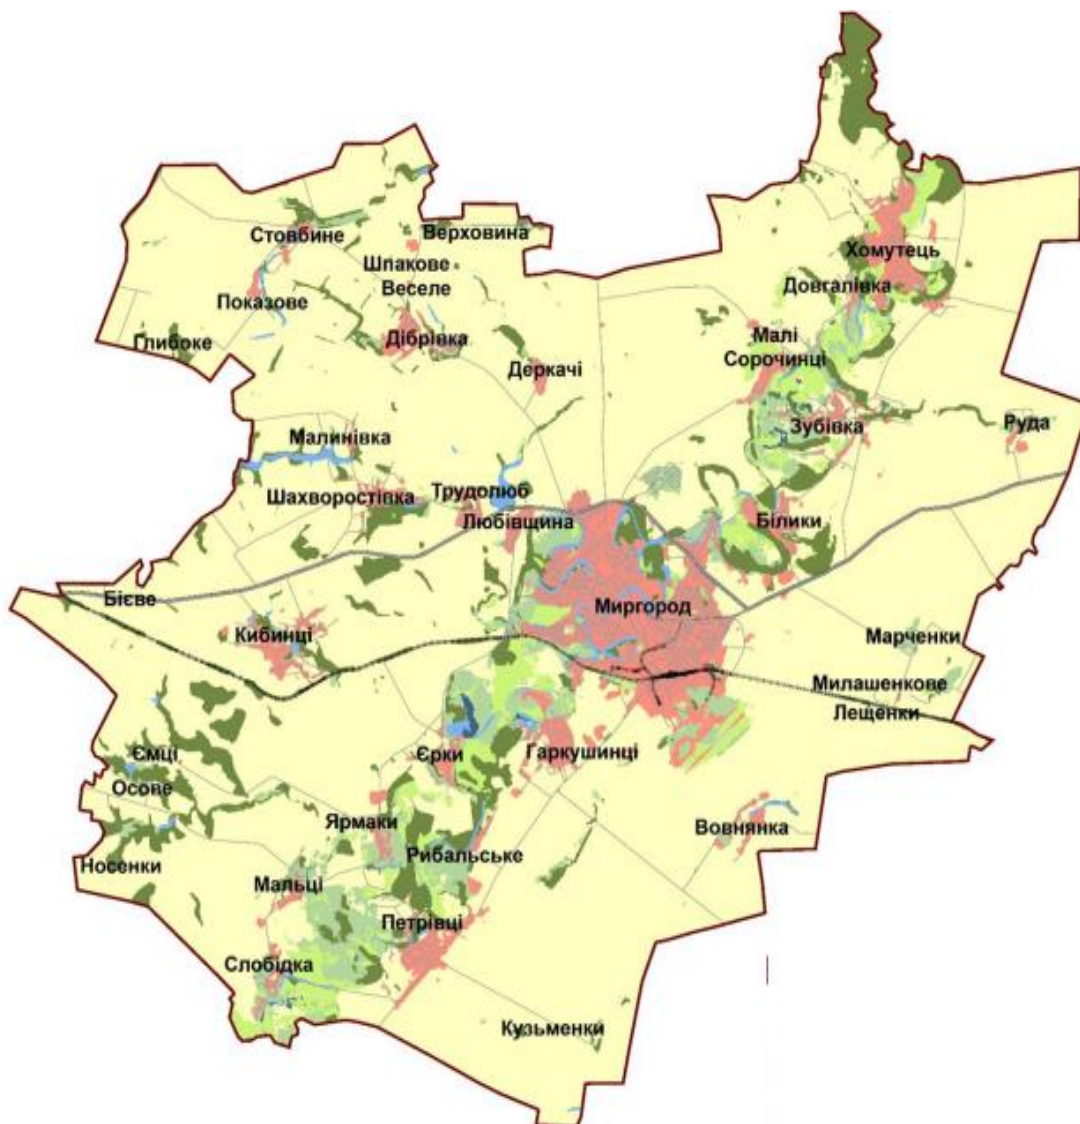 Стовбине
Верховина
Хомутець
Шпакове
Веселе
Довгалівка
Показове
Глибоке
Дібрівка
Малі
Сорочинці
Деркачі
Малинівка
Зубівка
Руда
Шахворостівка
Трудолюб
Любівщина
Білики
Бієве
Миргород
Кибинці
Марченки
Милашенкове
Лещенки
Ємці
Осове
Єрки
Гаркушинці
Ярмаки
Вовнянка
Носенки
Рибальське
Мальці
Петрівці
Слобідка
Кузьменки